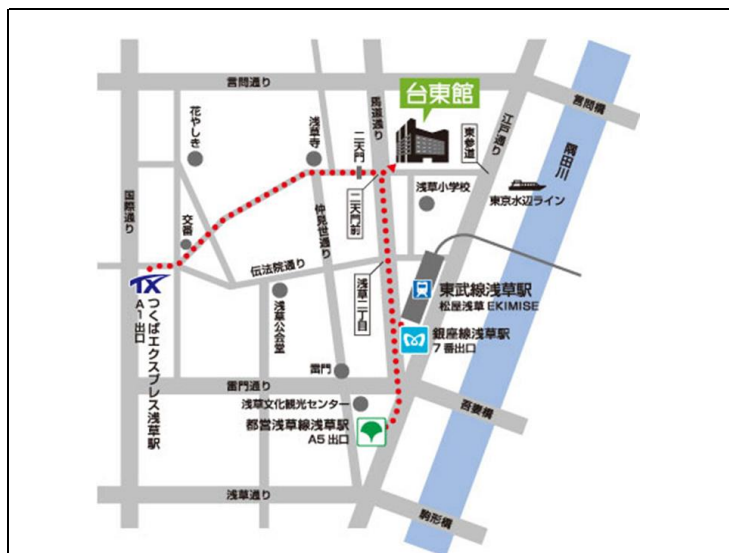 言問通り
台東館
馬道通り
江戸通り
言問橋
隅田川
花やしき
浅草寺
二天門
東参道
国際通り
交番
仲見世通り
二天門前
浅草小学校
東京水辺ライン
伝法院通り
TX
つくばエクスプレス浅草駅
A1出口
浅草公会堂
浅草二丁目
東武線浅草駅
松屋浅草 EKIMISE
銀座線浅草駅
7番出口
雷門
雷門通り
浅草文化観光センター
都営浅草線浅草駅
A5出口
吾妻橋
浅草通り
駒形橋